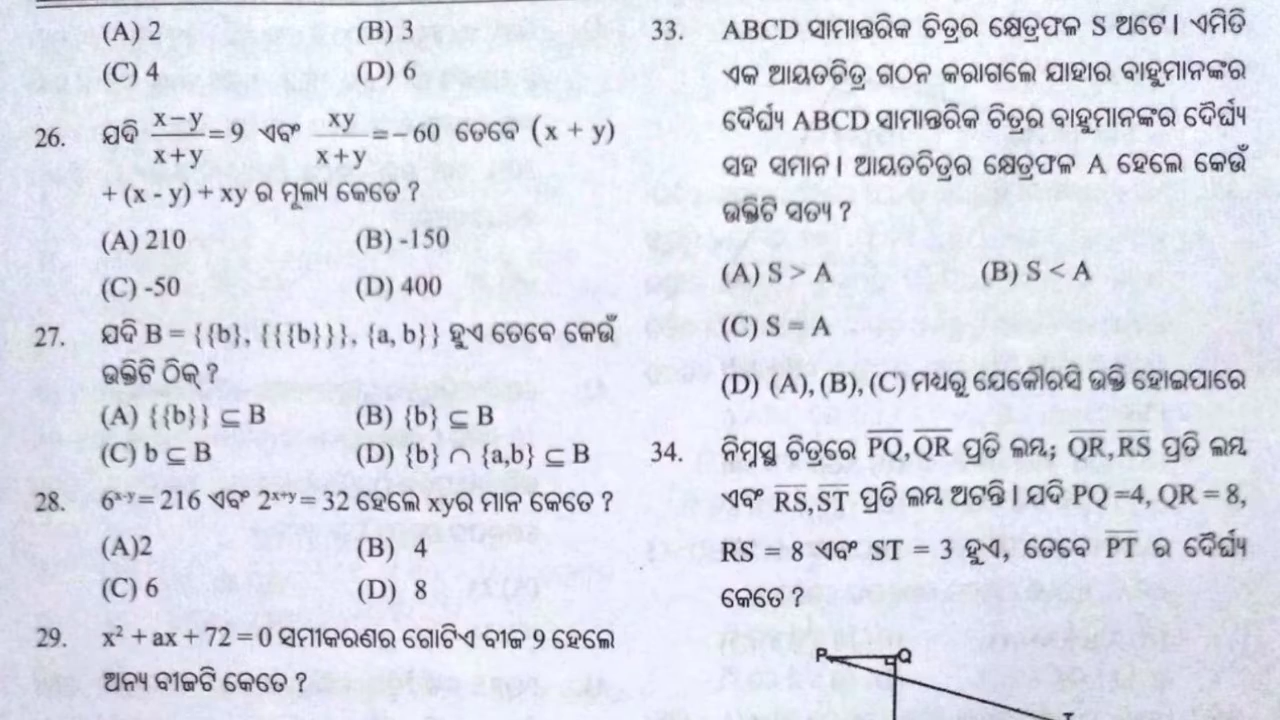 (A) 2 (B) 3
(C) 4 (D) 6
26. ଯଦି x−y/x+y = 9 ଏବଂ xy/x+y = −60 ତେବେ (x + y)
+ (x - y) + xy ର ମୂଲ୍ୟ କେତେ ?
(A) 210 (B) -150
(C) -50 (D) 400
27. ଯଦି B = {{b}, {{{b}}}, {a, b}} ହୁଏ ତେବେ କେଉଁ
ଉକ୍ତିଟି ଠିକ୍ ?
(A) {{b}} ⊆ B (B) {b} ⊆ B
(C) b ⊆ B (D) {b} ∩ {a,b} ⊆ B
28. 6ˣ⁻ʸ = 216 ଏବଂ 2ˣ⁺ʸ = 32 ହେଲେ xyର ମାନ କେତେ ?
(A)2 (B) 4
(C) 6 (D) 8
29. x² + ax + 72 = 0 ସମୀକରଣର ଗୋଟିଏ ବୀଜ 9 ହେଲେ
ଅନ୍ୟ ବୀଜଟି କେତେ ?
33. ABCD ସାମାନ୍ତରିକ ଚିତ୍ରର କ୍ଷେତ୍ରଫଳ S ଅଟେ। ଏମିତି
ଏକ ଆୟତଚିତ୍ର ଗଠନ କରାଗଲେ ଯାହାର ବାହୁମାନଙ୍କର
ଦୈର୍ଘ୍ୟ ABCD ସାମାନ୍ତରିକ ଚିତ୍ରର ବାହୁମାନଙ୍କର ଦୈର୍ଘ୍ୟ
ସହ ସମାନ। ଆୟତଚିତ୍ରର କ୍ଷେତ୍ରଫଳ A ହେଲେ କେଉଁ
ଉକ୍ତିଟି ସତ୍ୟ ?
(A) S > A (B) S < A
(C) S = A
(D) (A), (B), (C) ମଧ୍ୟରୁ ଯେକୌଣସି ଉକ୍ତି ହୋଇପାରେ
34. ନିମ୍ନସ୍ଥ ଚିତ୍ରରେ P̅Q̅, Q̅R̅ ପ୍ରତି ଲମ୍ବ; Q̅R̅, R̅S̅ ପ୍ରତି ଲମ୍ବ
ଏବଂ R̅S̅, S̅T̅ ପ୍ରତି ଲମ୍ବ ଅଟନ୍ତି। ଯଦି PQ =4, QR = 8,
RS = 8 ଏବଂ ST = 3 ହୁଏ, ତେବେ P̅T̅ ର ଦୈର୍ଘ୍ୟ
କେତେ ?
P Q
T